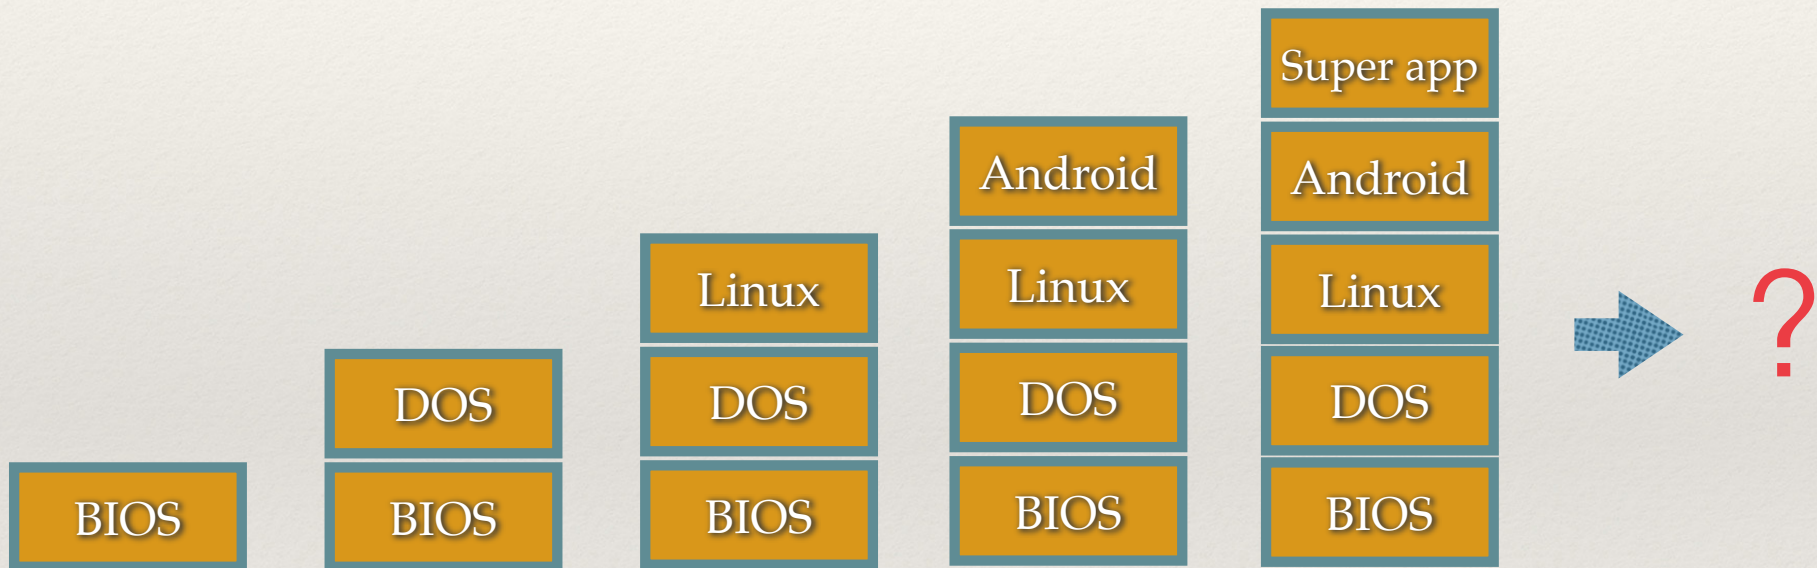 BIOS
DOS
BIOS
Linux
DOS
BIOS
Android
Linux
DOS
BIOS
Super app
Android
Linux
DOS
BIOS
?